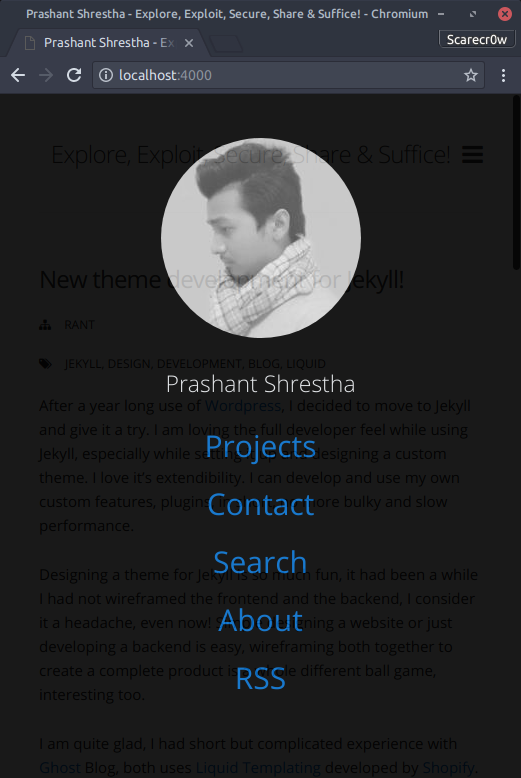 Prashant Shrestha - Explore, Exploit, Secure, Share & Suffice! - Chromium
Prashant Shrestha - Ex
Scarecr0w
localhost:4000
Explore, Exploit, Secure, Share & Suffice!
New theme development for Jekyll!
RANT
JEKYLL, DESIGN, DEVELOPMENT, BLOG, LIQUID
Prashant Shrestha
After a year long use of Wordpress, I decided to move to Jekyll
and give it a try. I am loving the full developer feel while using
Projects
Jekyll, especially while setting up and designing a custom
theme. I love it's extendibility. I can develop and use my own
Contact
custom features, plugins more bulky and slow
performance.
Search
Designing a theme for Jekyll is so much fun, it had been a while
I had not wireframed the frontend and the backend, I consider
About
it a headache, even now! designing a website or just
developing a backend is easy, wireframing both together to
RSS
create a complete product is whole different ball game,
interesting too.
I am quite glad, I had short but complicated experience with
Ghost Blog, both uses Liquid Templating developed by Shopify.